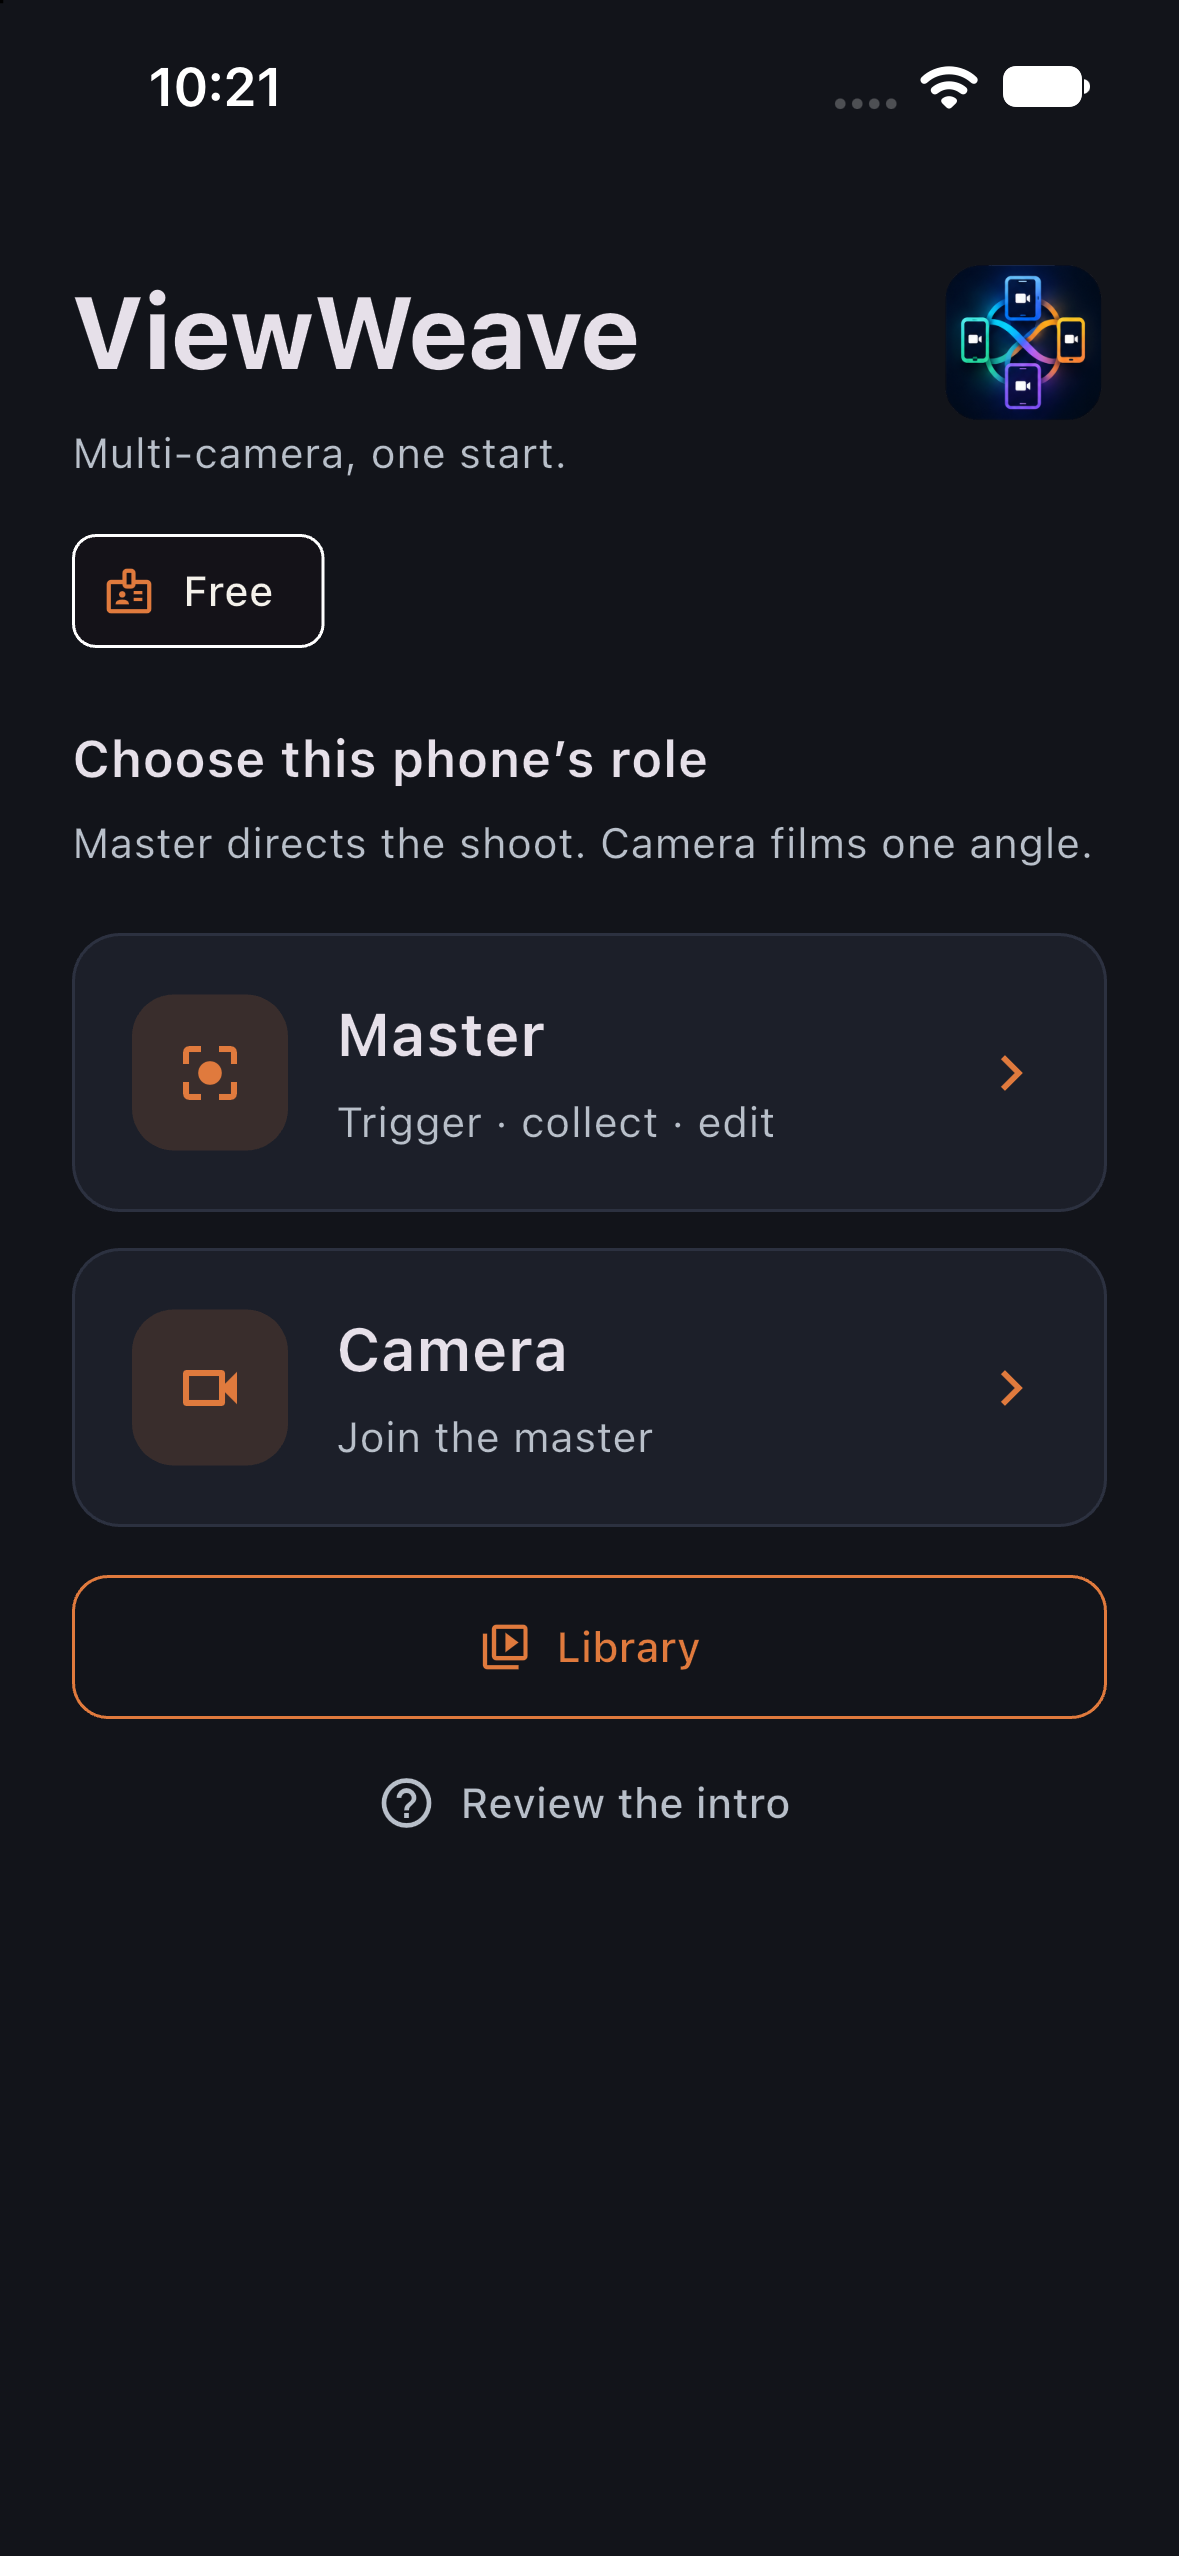 10:21
ViewWeave
Multi-camera, one start.
Free
Choose this phone’s role
Master directs the shoot. Camera films one angle.
Master
Trigger · collect · edit
Camera
Join the master
Library
Review the intro